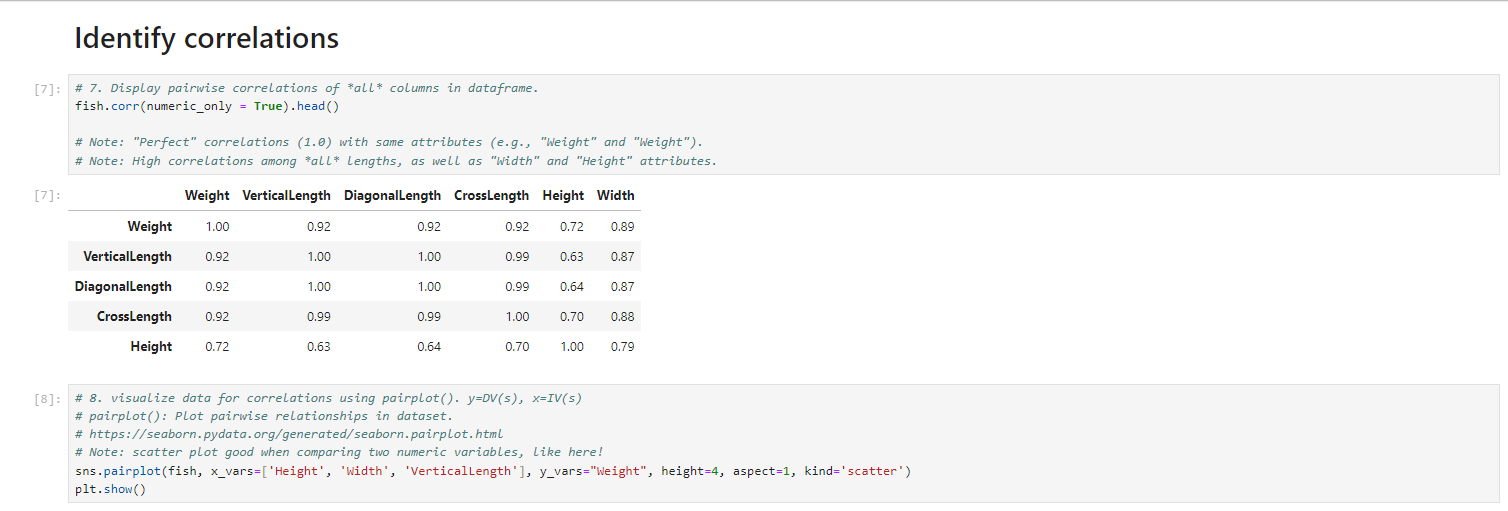 Identify correlations
[7]: # 7. Display pairwise correlations of *all* columns in dataframe.
fish.corr(numeric_only = True).head()
# Note: "Perfect" correlations (1.0) with same attributes (e.g., "Weight" and "Weight").
# Note: High correlations among *all* lengths, as well as "Width" and "Height" attributes.
[7]: Weight VerticalLength DiagonalLength CrossLength Height Width
Weight 1.00 0.92 0.92 0.92 0.72 0.89
VerticalLength 0.92 1.00 1.00 0.99 0.63 0.87
DiagonalLength 0.92 1.00 1.00 0.99 0.64 0.87
CrossLength 0.92 0.99 0.99 1.00 0.70 0.88
Height 0.72 0.63 0.64 0.70 1.00 0.79
[8]: # 8. visualize data for correlations using pairplot(). y=DV(s), x=IV(s)
# pairplot(): Plot pairwise relationships in dataset.
# https://seaborn.pydata.org/generated/seaborn.pairplot.html
# Note: scatter plot good when comparing two numeric variables, like here!
sns.pairplot(fish, x_vars=['Height', 'Width', 'VerticalLength'], y_vars="Weight", height=4, aspect=1, kind='scatter')
plt.show()